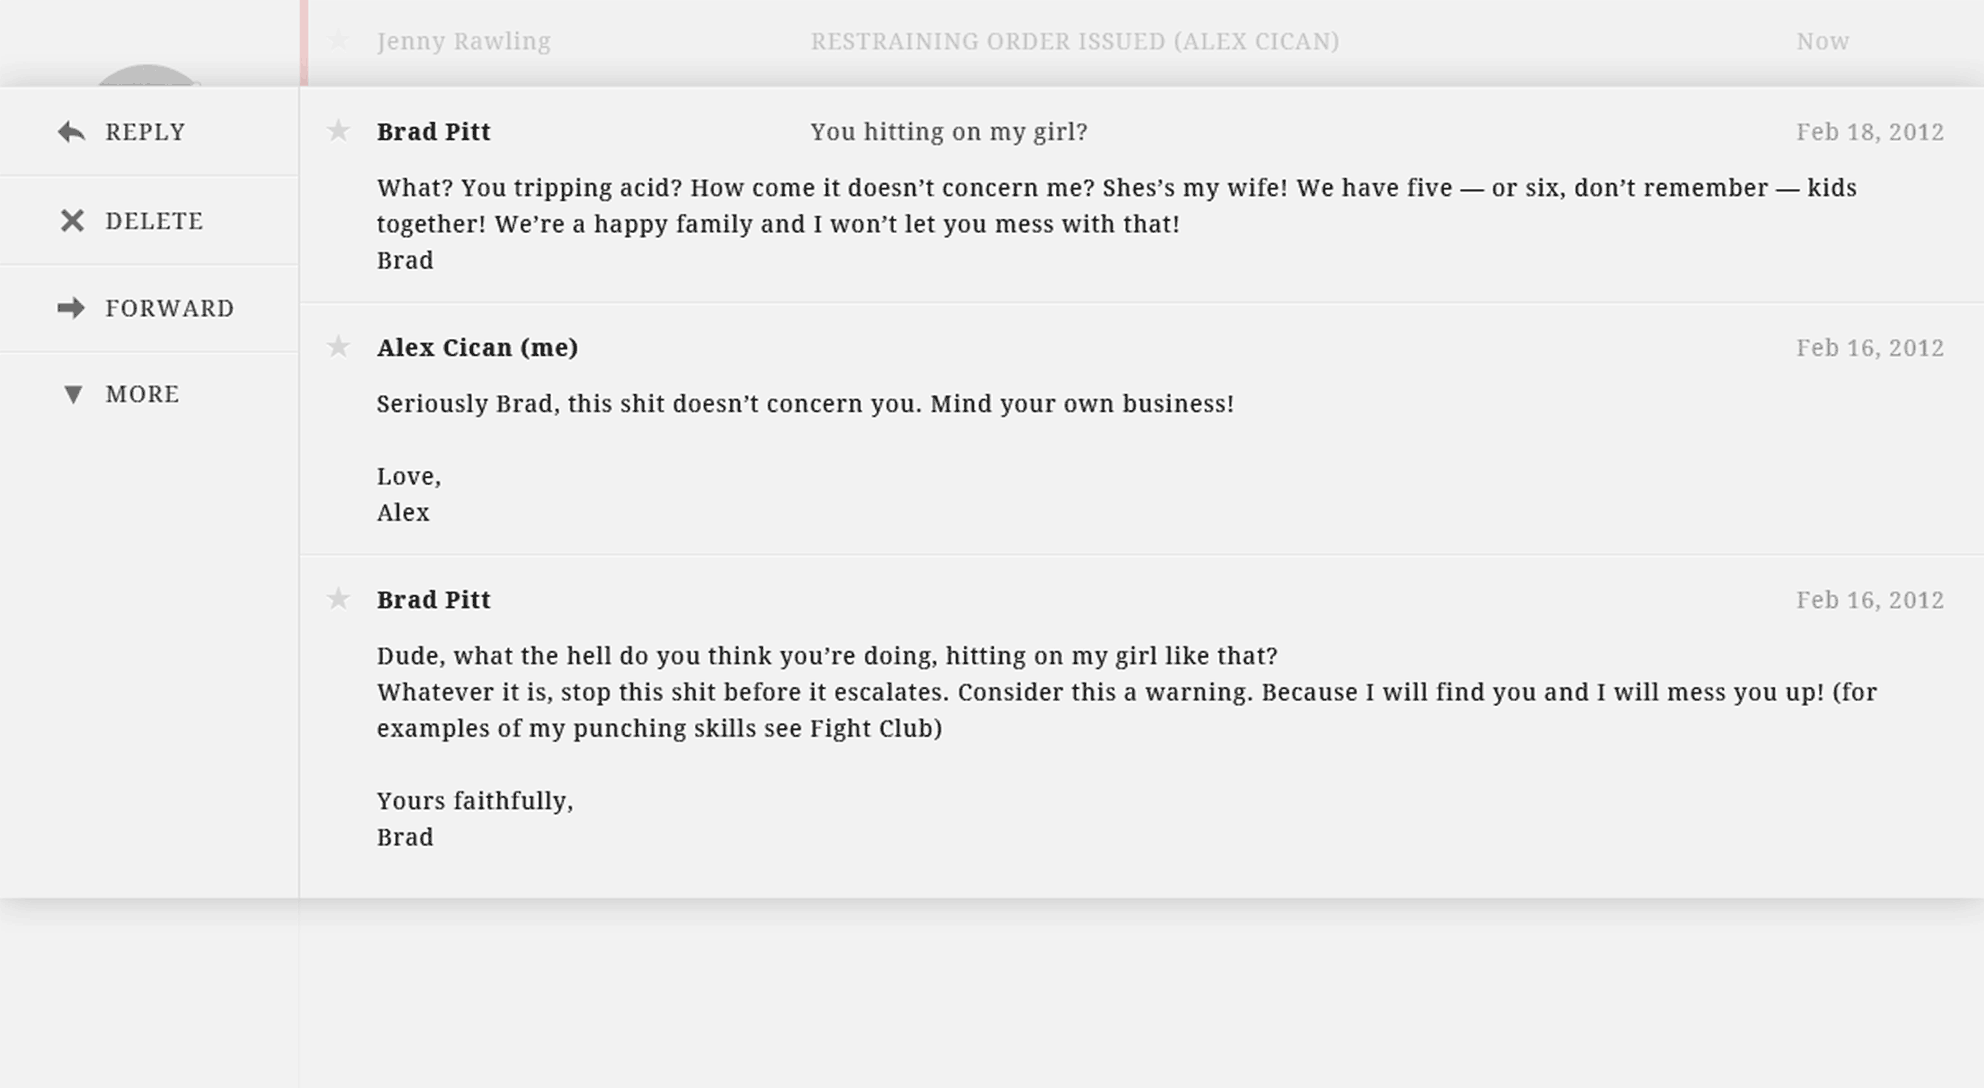 Jenny Rawling RESTRAINING ORDER ISSUED (ALEX CICAN) Now
REPLY
DELETE
FORWARD
MORE
Brad Pitt You hitting on my girl? Feb 18, 2012
What? You tripping acid? How come it doesn’t concern me? Shes’s my wife! We have five — or six, don’t remember — kids
together! We’re a happy family and I won’t let you mess with that!
Brad
Alex Cican (me) Feb 16, 2012
Seriously Brad, this shit doesn’t concern you. Mind your own business!
Love,
Alex
Brad Pitt Feb 16, 2012
Dude, what the hell do you think you’re doing, hitting on my girl like that?
Whatever it is, stop this shit before it escalates. Consider this a warning. Because I will find you and I will mess you up! (for
examples of my punching skills see Fight Club)
Yours faithfully,
Brad